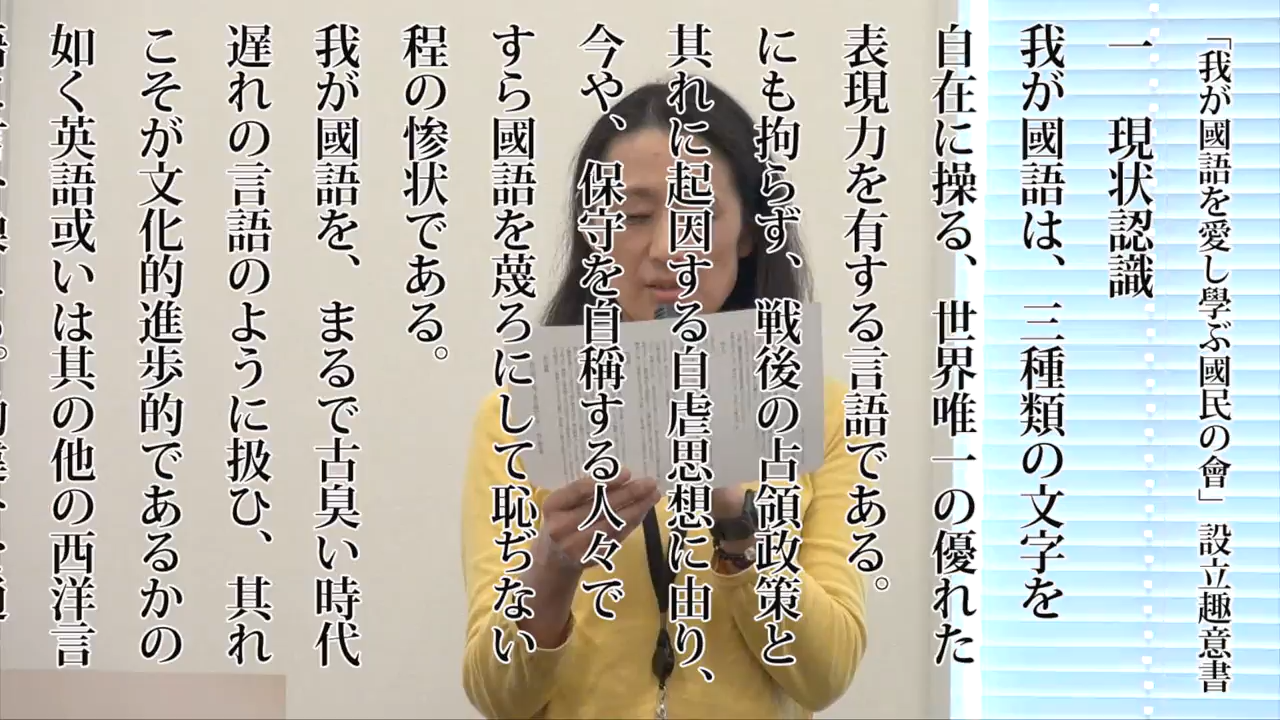 「我が國語を愛し學ぶ國民の會」設立趣意書
一　現状認識
我が國語は、三種類の文字を
自在に操る、世界唯一の優れた
表現力を有する言語である。
にも拘らず、戦後の占領政策と
其れに起因する自虐思想に由り、
今や、保守を自稱する人々で
すら國語を蔑ろにして恥ぢない
程の惨状である。
我が國語を、まるで古臭い時代
遅れの言語のように扱ひ、其れ
こそが文化的進歩的であるかの
如く英語或いは其の他の西洋言